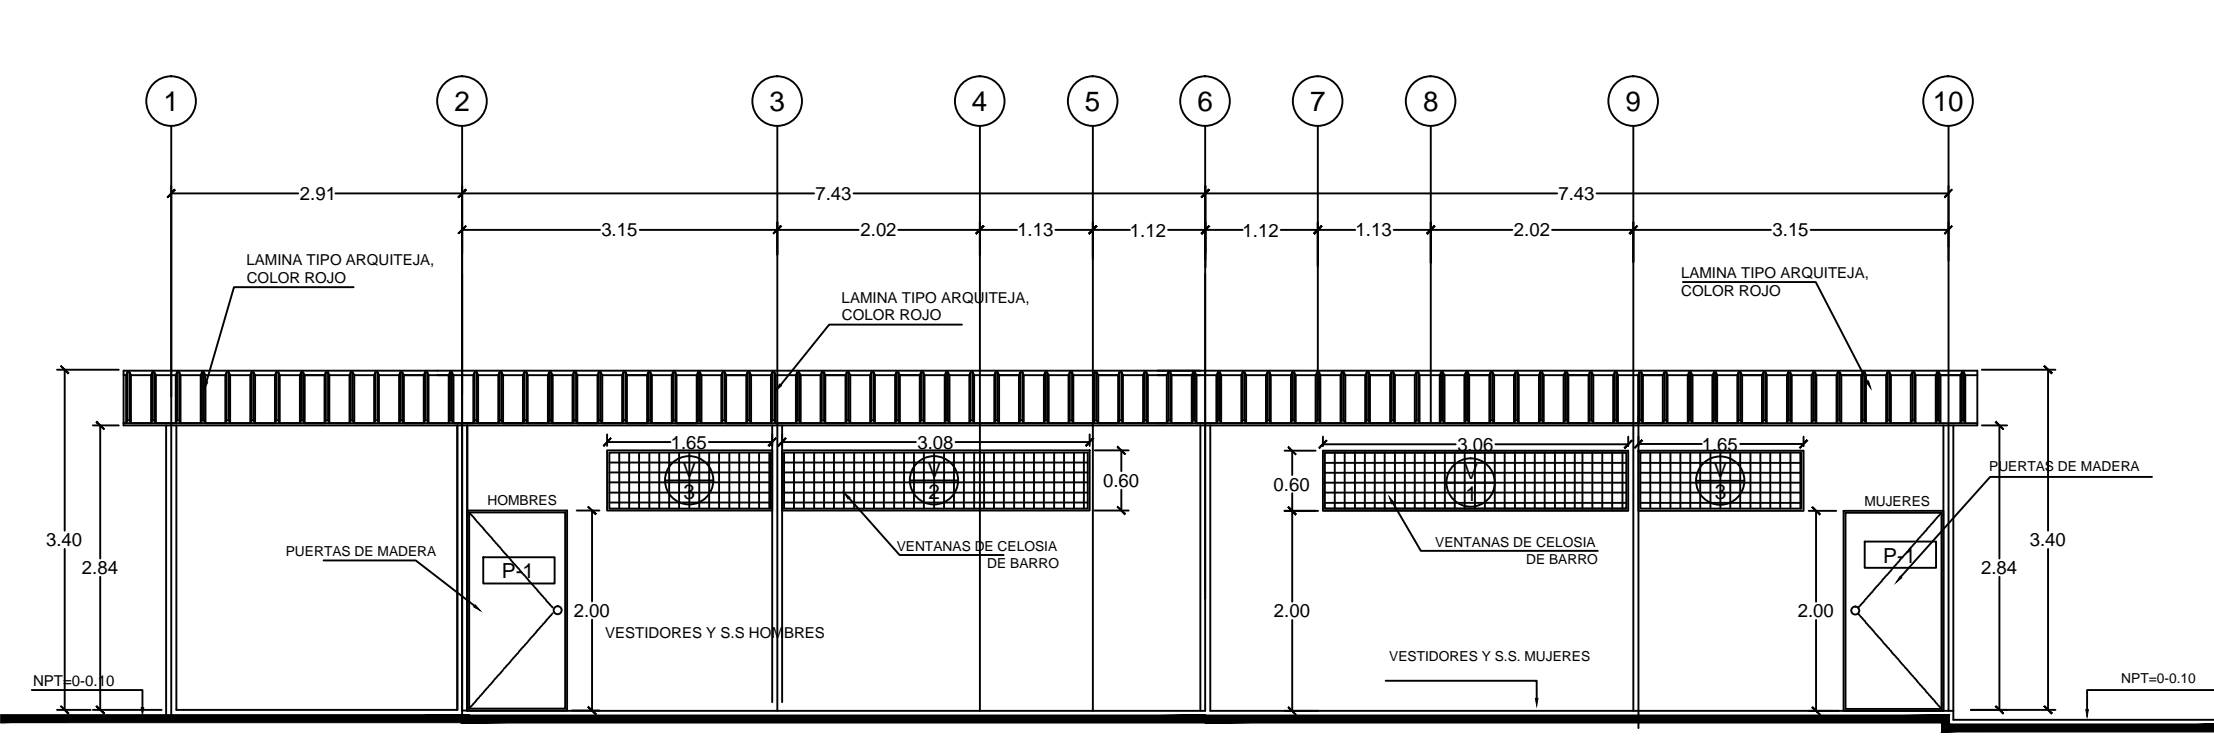 1 2 3 4 5 6 7 8 9 10
2.91 7.43 7.43
3.15 2.02 1.13 1.12 1.12 1.13 2.02 3.15
LAMINA TIPO ARQUITEJA,
COLOR ROJO
LAMINA TIPO ARQUITEJA,
COLOR ROJO
LAMINA TIPO ARQUITEJA,
COLOR ROJO
1.65 3.08 3.06 1.65
V
3
V
2
V
1
V
3
0.60 0.60
PUERTAS DE MADERA
HOMBRES
MUJERES
3.40
2.84
PUERTAS DE MADERA
P-1
VENTANAS DE CELOSIA
DE BARRO
VENTANAS DE CELOSIA
DE BARRO
P-1
3.40
2.84
2.00 2.00 2.00
VESTIDORES Y S.S HOMBRES
VESTIDORES Y S.S. MUJERES
NPT=0-0.10
NPT=0-0.10